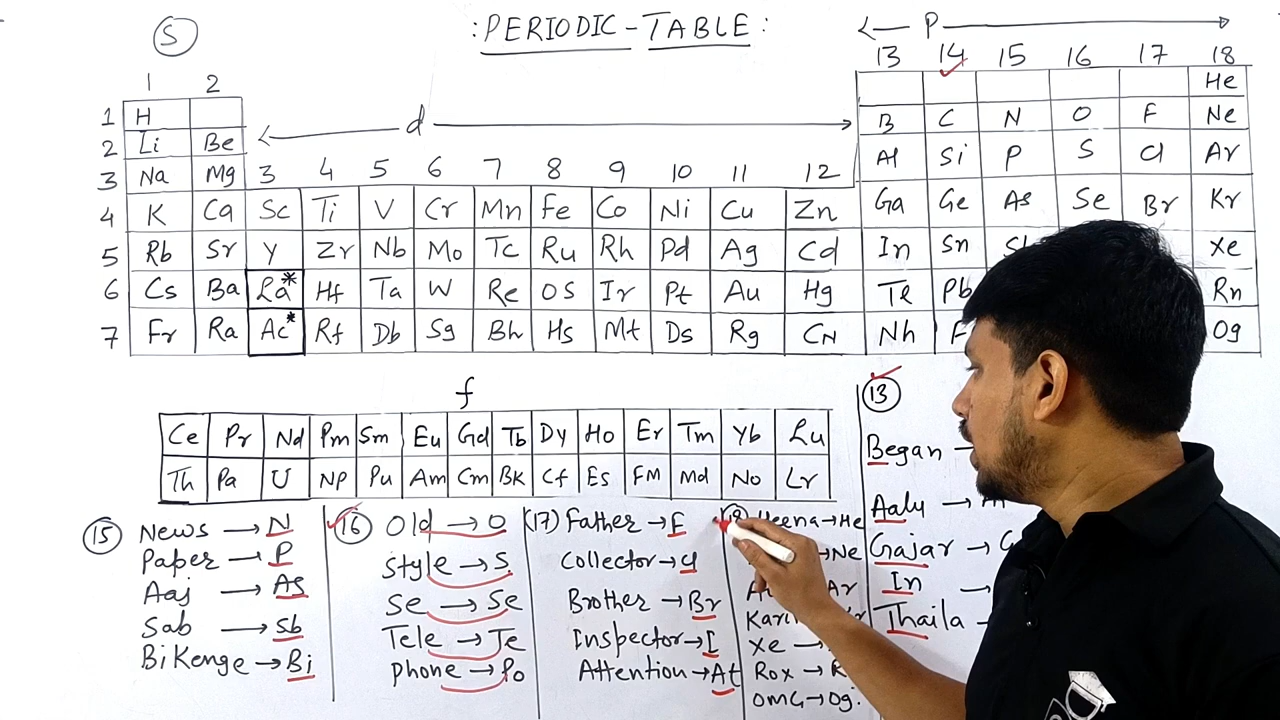 S
: PERIODIC - TABLE :
P
13 14 15 16 17 18
1 2
He
1 H
d
B C N O F Ne
2 Li Be
Al Si P S Cl Ar
3 Na Mg 3 4 5 6 7 8 9 10 11 12
4 K Ca Sc Ti V Cr Mn Fe Co Ni Cu Zn Ga Ge As Se Br Kr
5 Rb Sr Y Zr Nb Mo Tc Ru Rh Pd Ag Cd In Sn Xe
6 Cs Ba La* Hf Ta W Re Os Ir Pt Au Hg Tl Pb Rn
7 Fr Ra Ac* Rf Db Sg Bh Hs Mt Ds Rg CN Nh F Og
f
Ce Pr Nd Pm Sm Eu Gd Tb Dy Ho Er Tm Yb Lu
Th Pa U NP Pu Am Cm BK Cf Es FM Md No Lr
15 News → N
Paper → P
Aaj → As
Sab → Sb
BiKenge → Bi
16 Old → O
Style → S
Se → Se
Tele → Te
Phone → Po
(17) Father → F
Collector → Cl
Brother → Br
Inspector → I
Attention → At
Heena → He
→ Ne
Ar
Xe →
Rox → R
OMG → Og.
13
Began →
Aalu →
Gajar →
In →
Thaila →